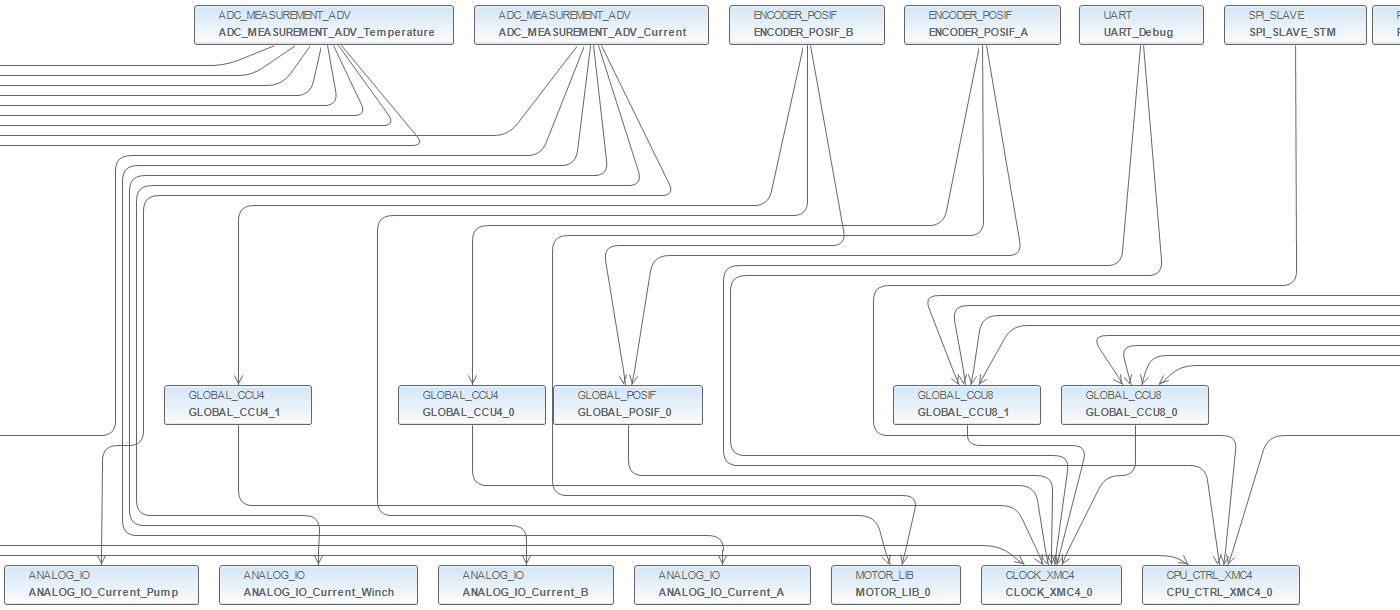 ADC_MEASUREMENT_ADV
ADC_MEASUREMENT_ADV_Temperature
ADC_MEASUREMENT_ADV
ADC_MEASUREMENT_ADV_Current
ENCODER_POSIF
ENCODER_POSIF_B
ENCODER_POSIF
ENCODER_POSIF_A
UART
UART_Debug
SPI_SLAVE
SPI_SLAVE_STM
GLOBAL_CCU4
GLOBAL_CCU4_1
GLOBAL_CCU4
GLOBAL_CCU4_0
GLOBAL_POSIF
GLOBAL_POSIF_0
GLOBAL_CCU8
GLOBAL_CCU8_1
GLOBAL_CCU8
GLOBAL_CCU8_0
ANALOG_IO
ANALOG_IO_Current_Pump
ANALOG_IO
ANALOG_IO_Current_Winch
ANALOG_IO
ANALOG_IO_Current_B
ANALOG_IO
ANALOG_IO_Current_A
MOTOR_LIB
MOTOR_LIB_0
CLOCK_XMC4
CLOCK_XMC4_0
CPU_CTRL_XMC4
CPU_CTRL_XMC4_0